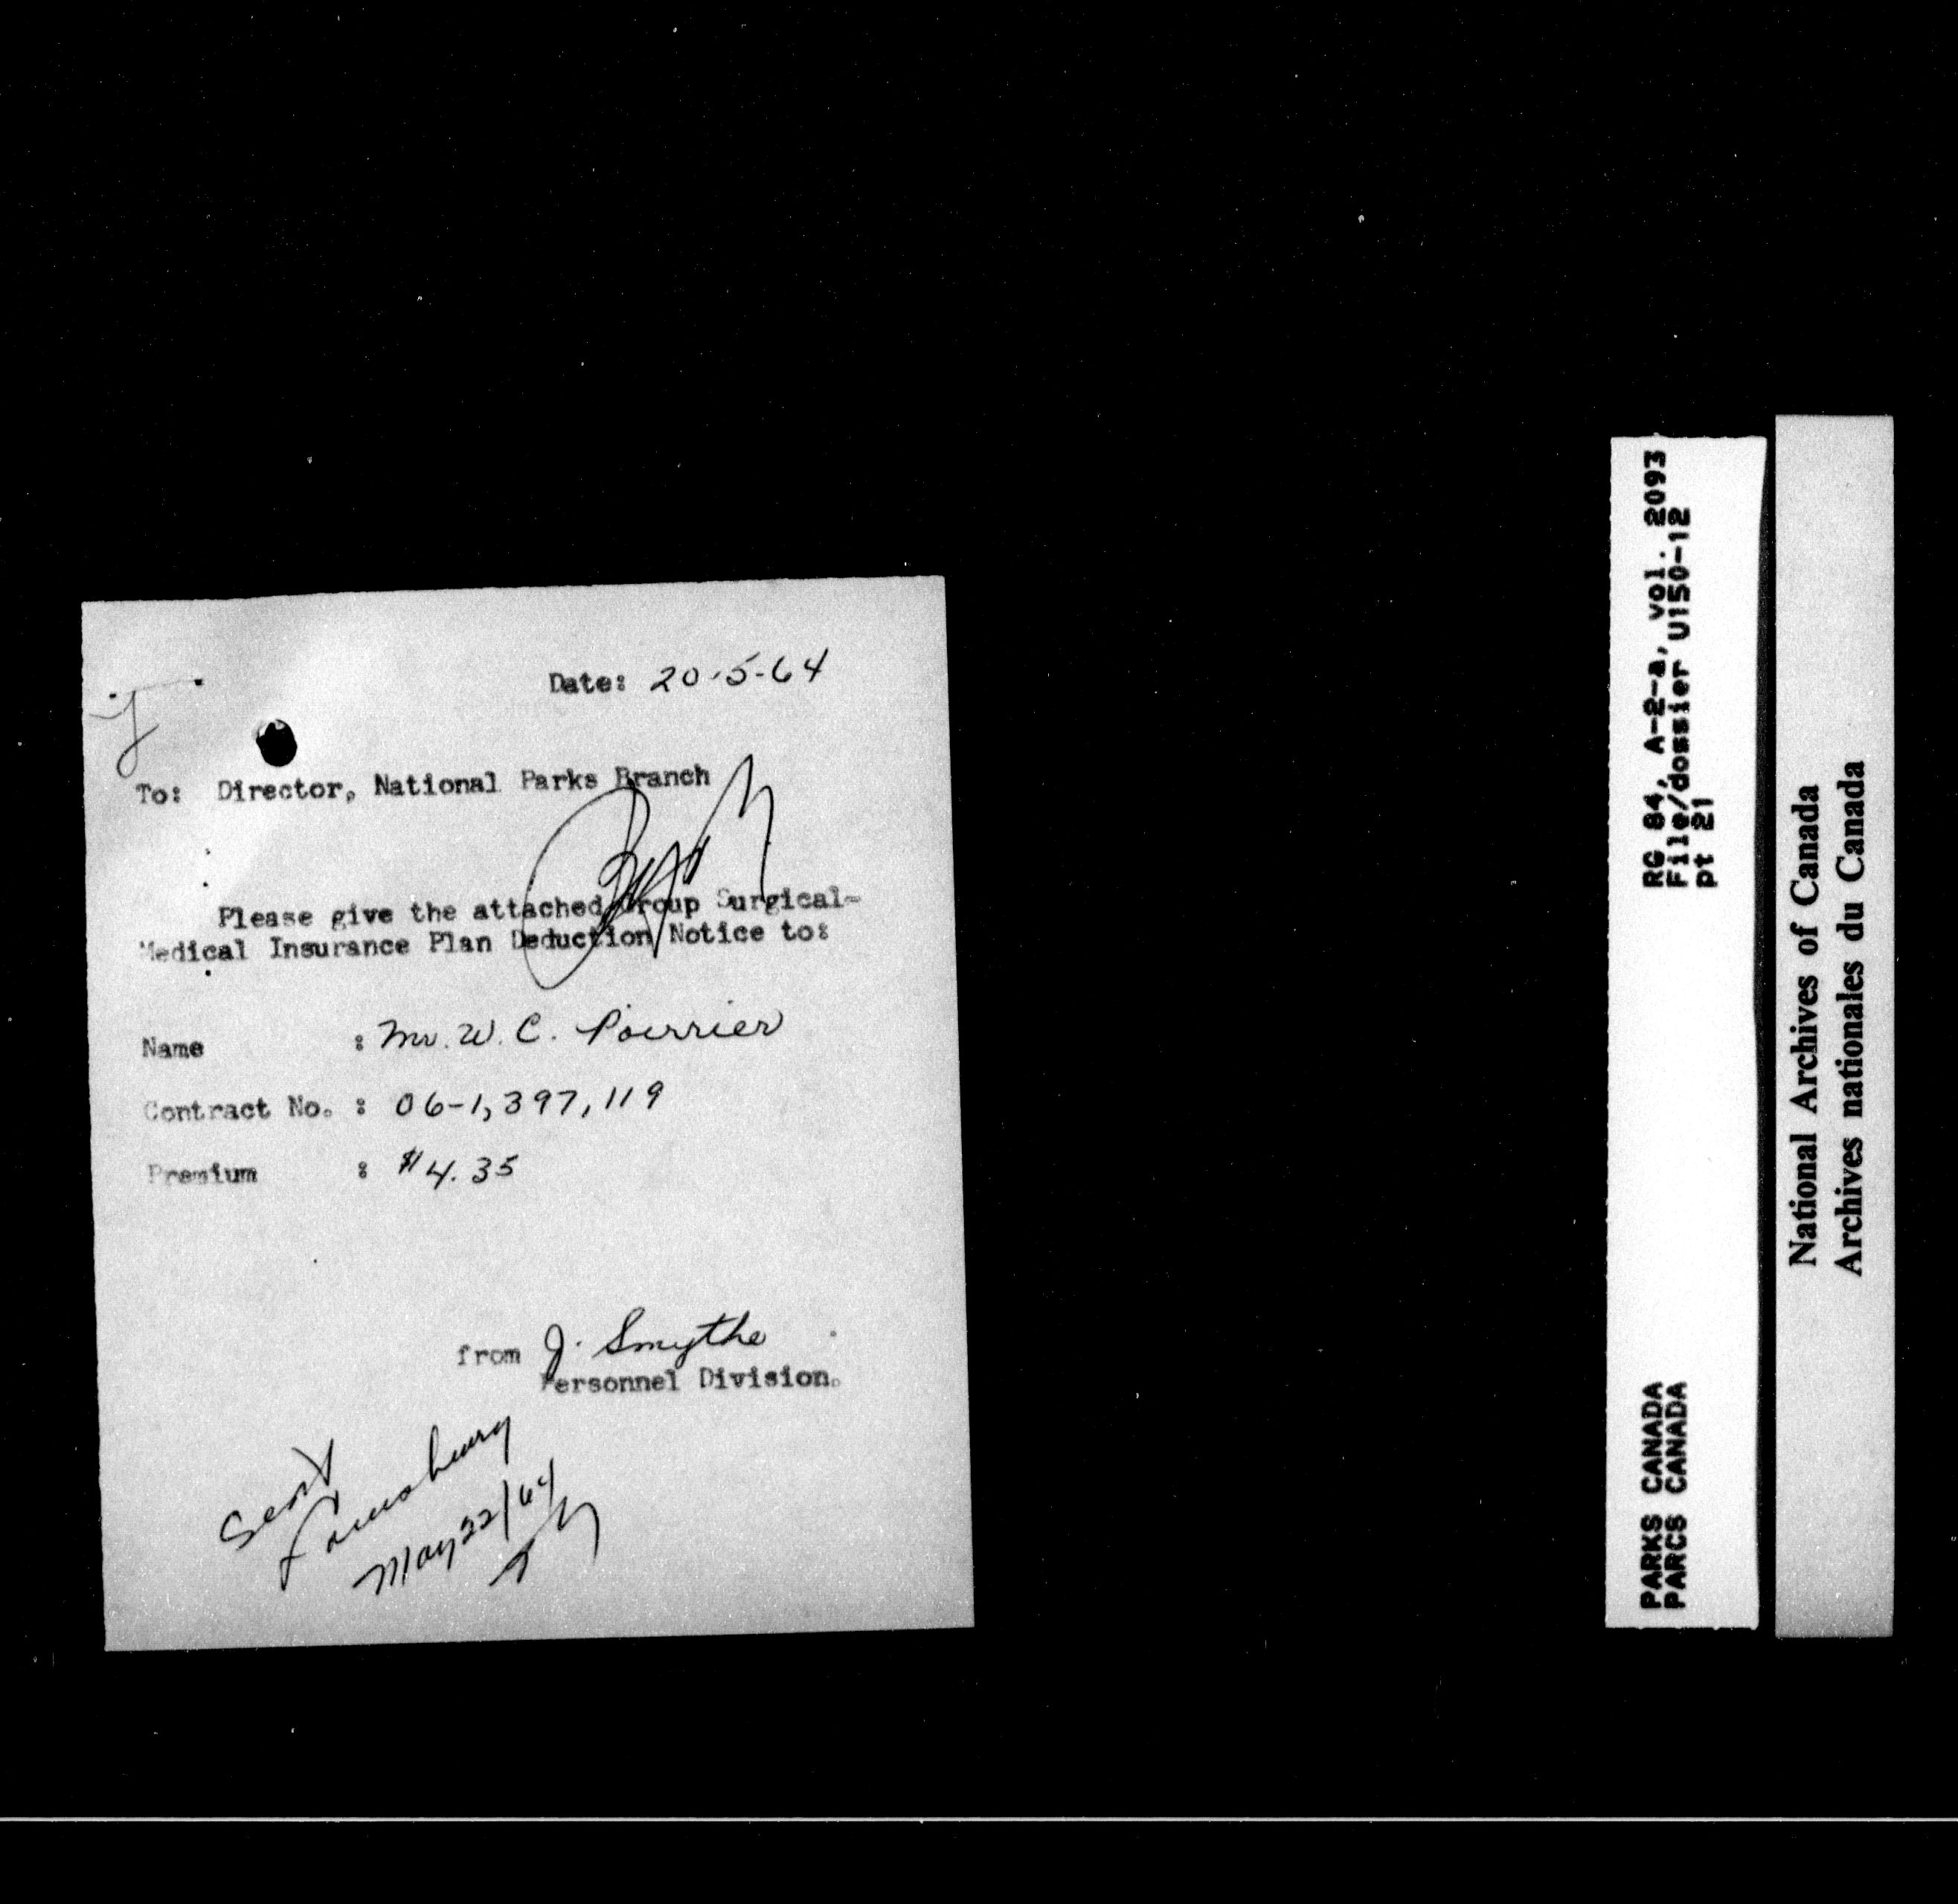 Date: 20-5-64
To: Director, National Parks Branch
Please give the attached Group Surgical-
Medical Insurance Plan Deduction Notice to:
Name : Mr. W. C. Poirrier
Contract No. : 06-1,397,119
Premium : $4.35
from J. Smythe
Personnel Division.
Sent
Louisburg
May 22/64
RG 84, A-2-a, vol. 2093
File/dossier U150-12
pt 21
PARKS CANADA
PARCS CANADA
National Archives of Canada
Archives nationales du Canada